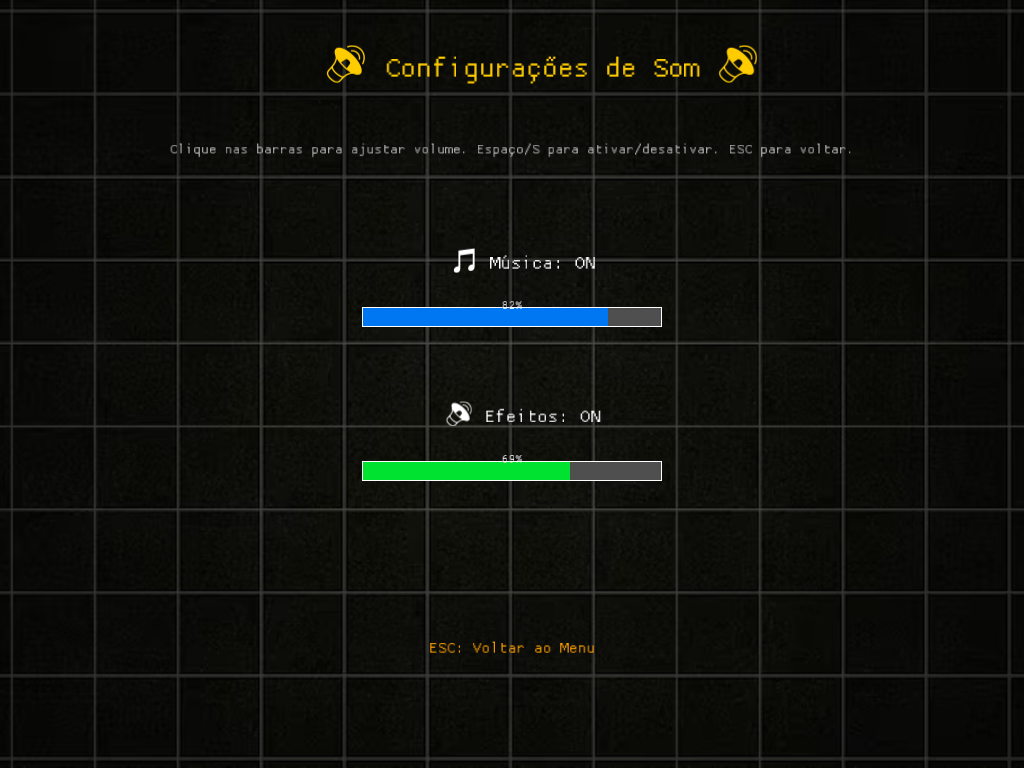 Configurações de Som
Clique nas barras para ajustar volume. Espaço/S para ativar/desativar. ESC para voltar.
Música: ON
82%
Efeitos: ON
69%
ESC: Voltar ao Menu